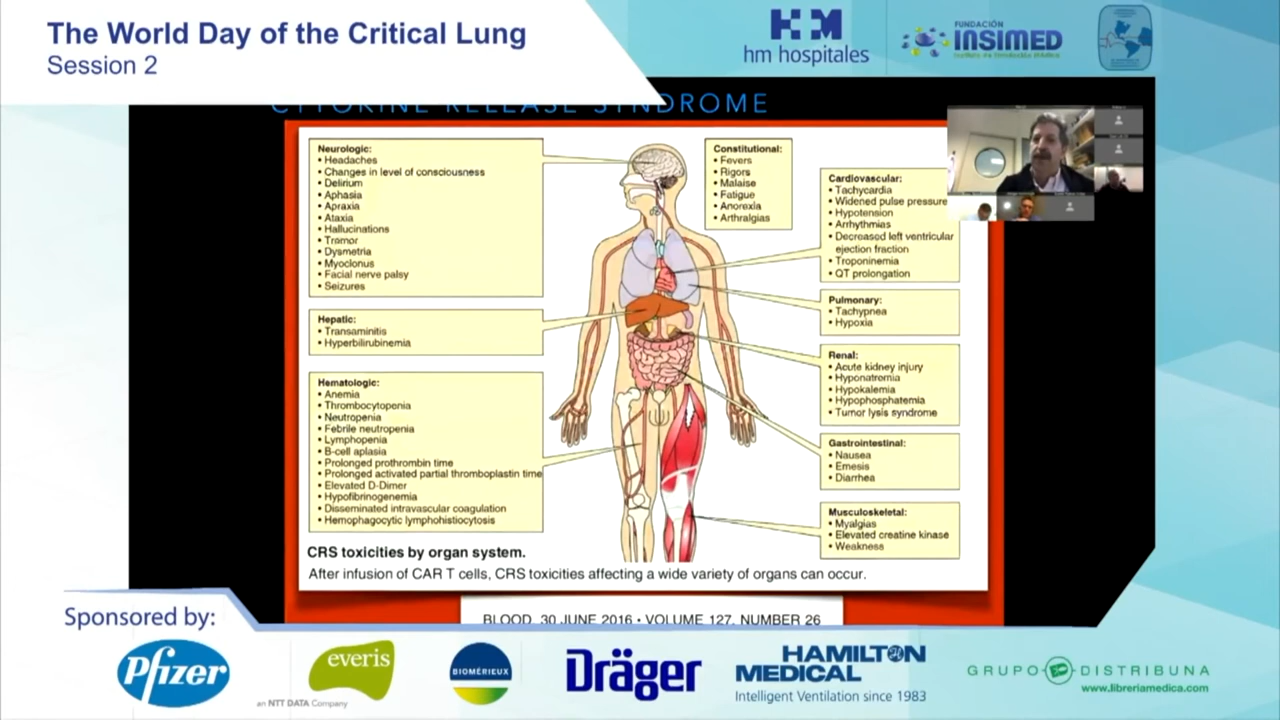 The World Day of the Critical Lung
Session 2
hm hospitales
FUNDACIÓN
INSIMED
CYTOKINE RELEASE SYNDROME
Neurologic:
• Headaches
• Changes in level of consciousness
• Delirium
• Aphasia
• Apraxia
• Ataxia
• Hallucinations
• Tremor
• Dysmetria
• Myoclonus
• Facial nerve palsy
• Seizures
Hepatic:
• Transaminitis
• Hyperbilirubinemia
Hematologic:
• Anemia
• Thrombocytopenia
• Neutropenia
• Febrile neutropenia
• Lymphopenia
• B-cell aplasia
• Prolonged prothrombin time
• Prolonged activated partial thromboplastin time
• Elevated D-Dimer
• Hypofibrinogenemia
• Disseminated intravascular coagulation
• Hemophagocytic lymphohistiocytosis
Constitutional:
• Fevers
• Rigors
• Malaise
• Fatigue
• Anorexia
• Arthralgias
Cardiovascular:
• Tachycardia
• Widened pulse pressure
• Hypotension
• Arrhythmias
• Decreased left ventricular
ejection fraction
• Troponinemia
• QT prolongation
Pulmonary:
• Tachypnea
• Hypoxia
Renal:
• Acute kidney injury
• Hyponatremia
• Hypokalemia
• Hypophosphatemia
• Tumor lysis syndrome
Gastrointestinal:
• Nausea
• Emesis
• Diarrhea
Musculoskeletal:
• Myalgias
• Elevated creatine kinase
• Weakness
CRS toxicities by organ system.
After infusion of CAR T cells, CRS toxicities affecting a wide variety of organs can occur.
BLOOD, 30 JUNE 2016 • VOLUME 127, NUMBER 26
Sponsored by:
Pfizer
everis
an NTT DATA Company
BIOMÉRIEUX
Dräger
HAMILTON
MEDICAL
Intelligent Ventilation since 1983
GRUPO DISTRIBUNA
www.libreriamedica.com